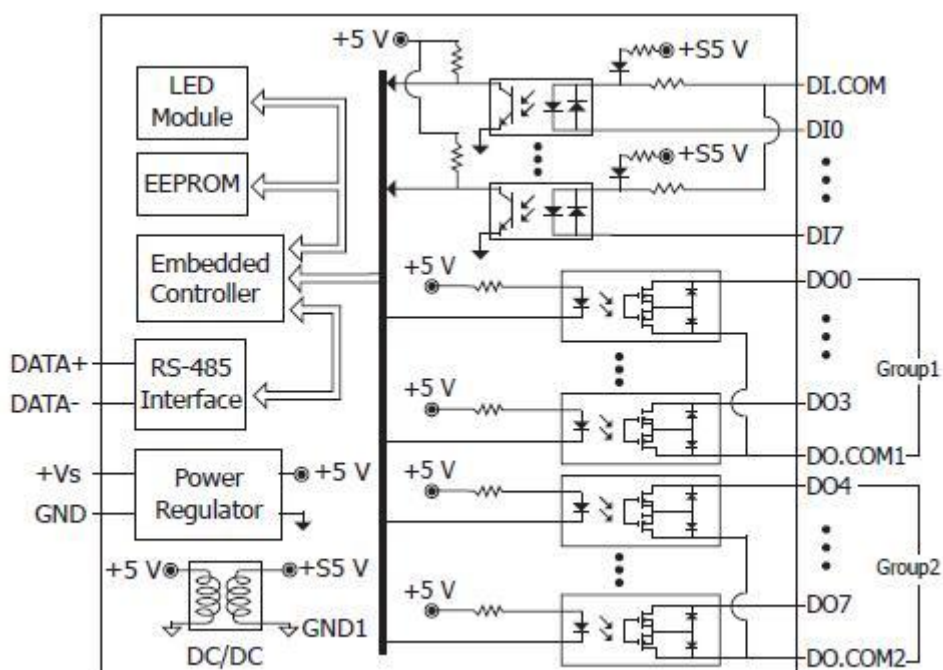 +5 V
+S5 V
LED
Module
DI.COM
DI0
+S5 V
EEPROM
DI7
Embedded
Controller
+5 V
DO0
DATA+
RS-485
Interface
DATA-
Group1
+5 V
DO3
DO.COM1
+Vs
Power
Regulator
+5 V
GND
+5 V
DO4
+5 V
+S5 V
Group2
GND1
+5 V
DO7
DC/DC
DO.COM2